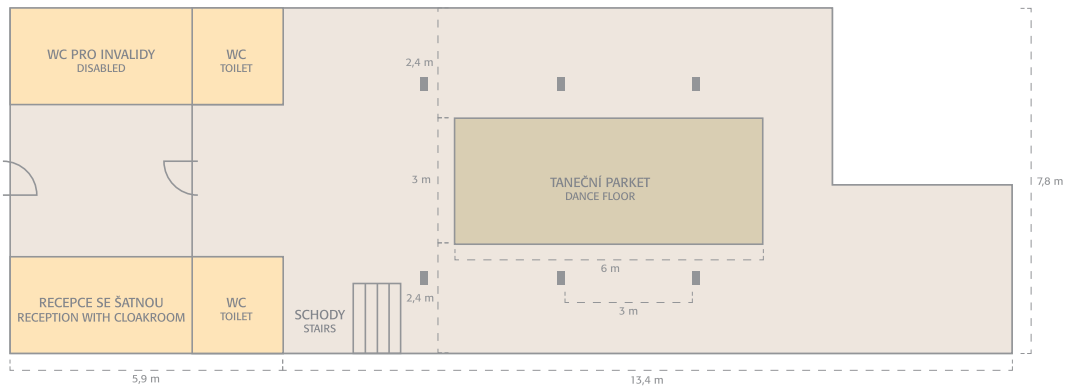 WC PRO INVALIDY
DISABLED
WC
TOILET
2,4 m
3 m
TANEČNÍ PARKET
DANCE FLOOR
7,8 m
6 m
RECEPCE SE ŠATNOU
RECEPTION WITH CLOAKROOM
WC
TOILET
SCHODY
STAIRS
2,4 m
3 m
5,9 m
13,4 m